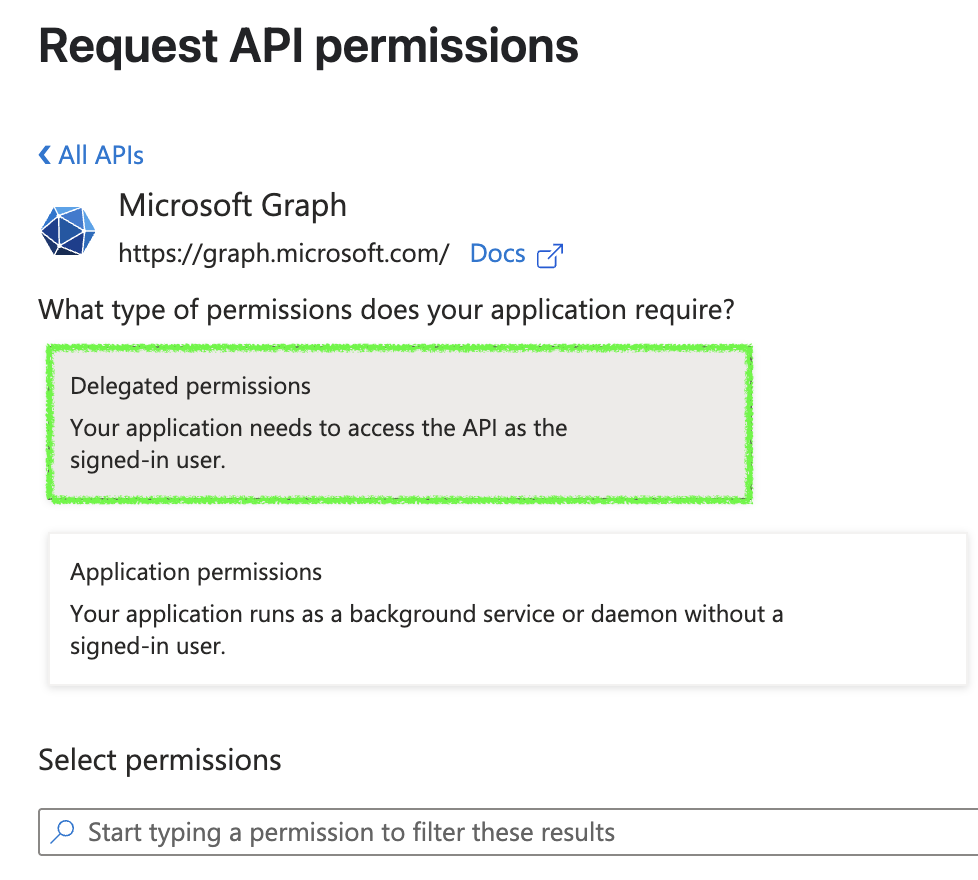 Request API permissions
All APIs
Microsoft Graph
https://graph.microsoft.com/ Docs
What type of permissions does your application require?
Delegated permissions
Your application needs to access the API as the
signed-in user.
Application permissions
Your application runs as a background service or daemon without a
signed-in user.
Select permissions
Start typing a permission to filter these results